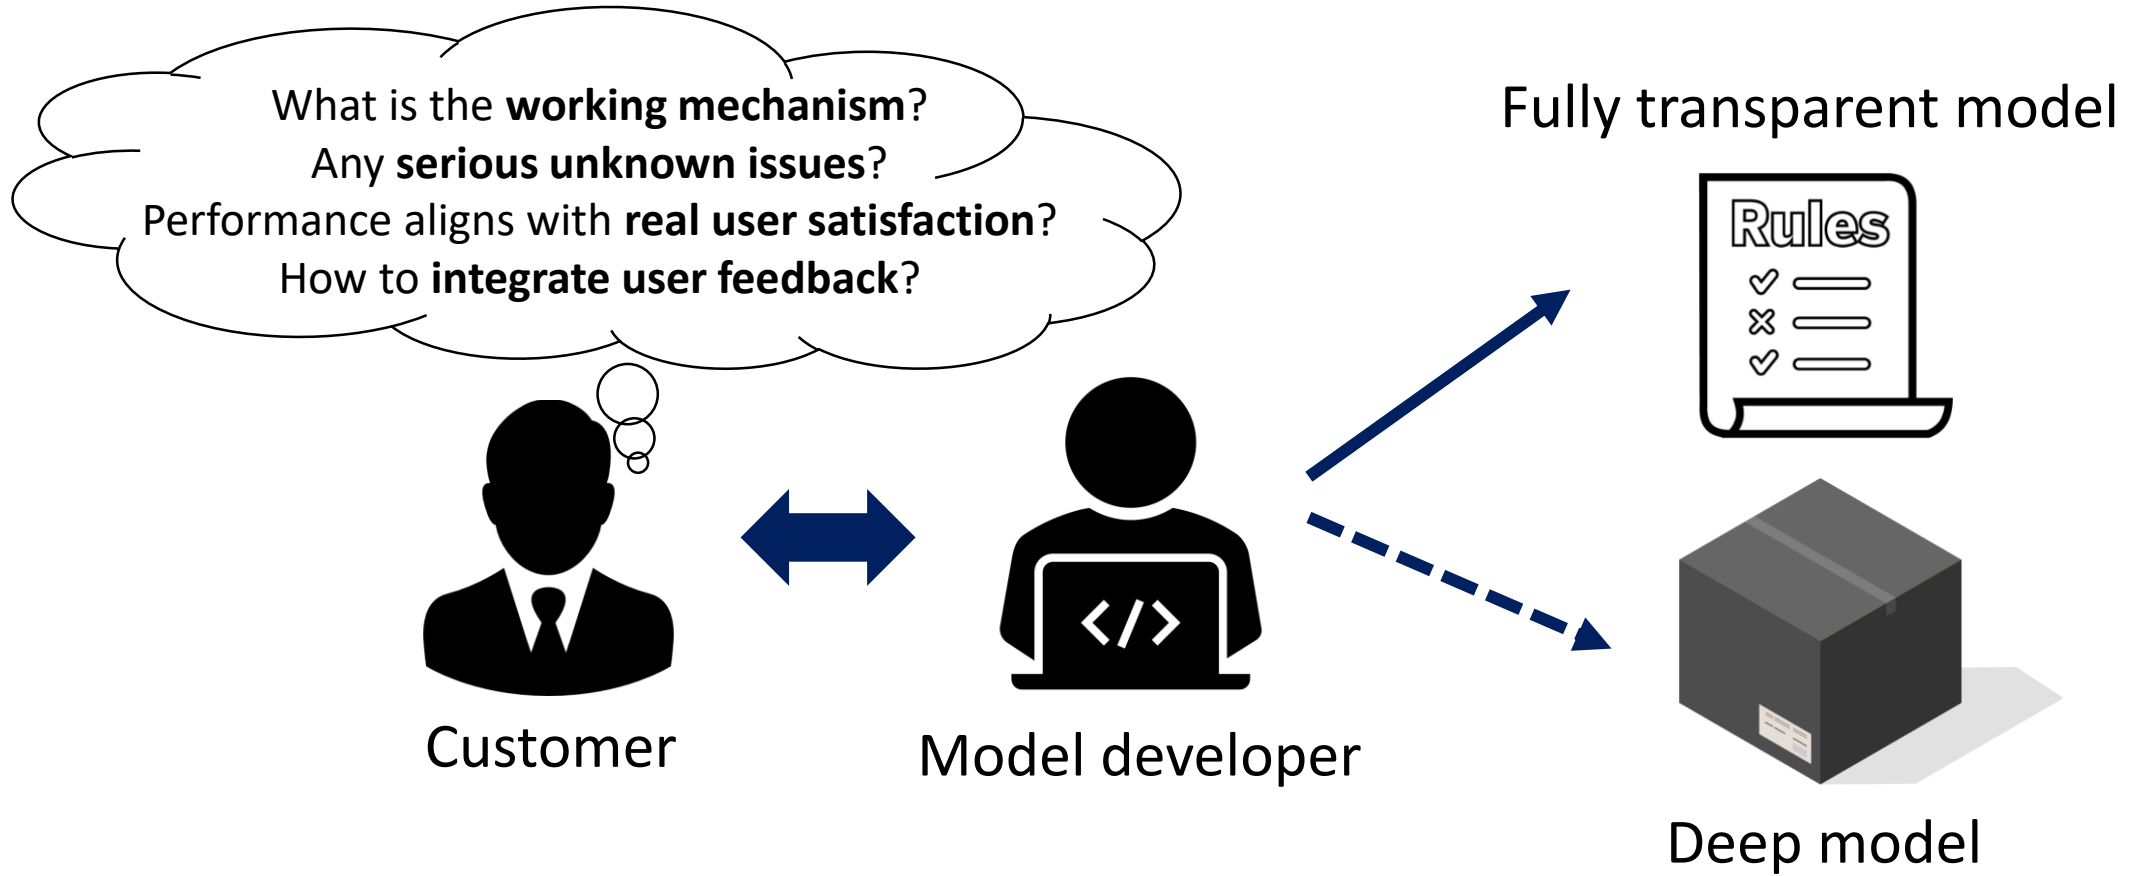 What is the working mechanism?
Any serious unknown issues?
Performance aligns with real user satisfaction?
How to integrate user feedback?
Fully transparent model
Rules
</>
Customer
Model developer
Deep model